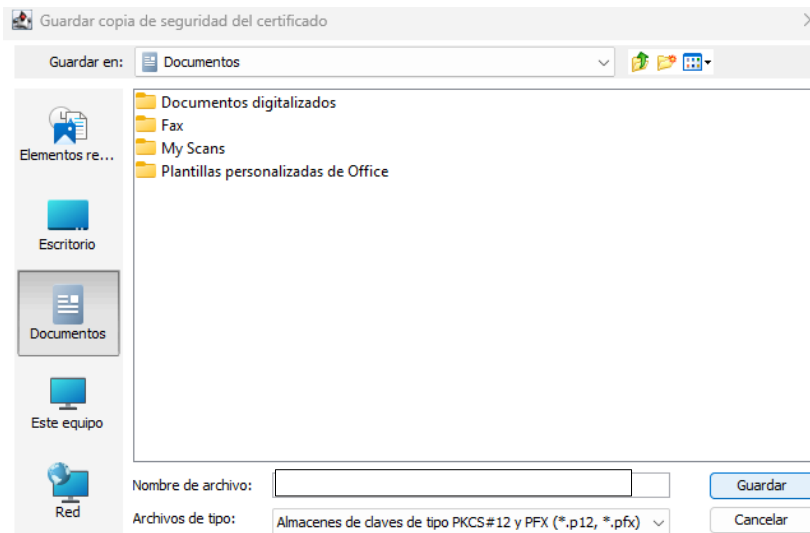 Guardar copia de seguridad del certificado
Guardar en: Documentos
Documentos digitalizados
Fax
My Scans
Plantillas personalizadas de Office
Elementos re...
Escritorio
Documentos
Este equipo
Red
Nombre de archivo:
Guardar
Archivos de tipo: Almacenes de claves de tipo PKCS#12 y PFX (*.p12, *.pfx)
Cancelar